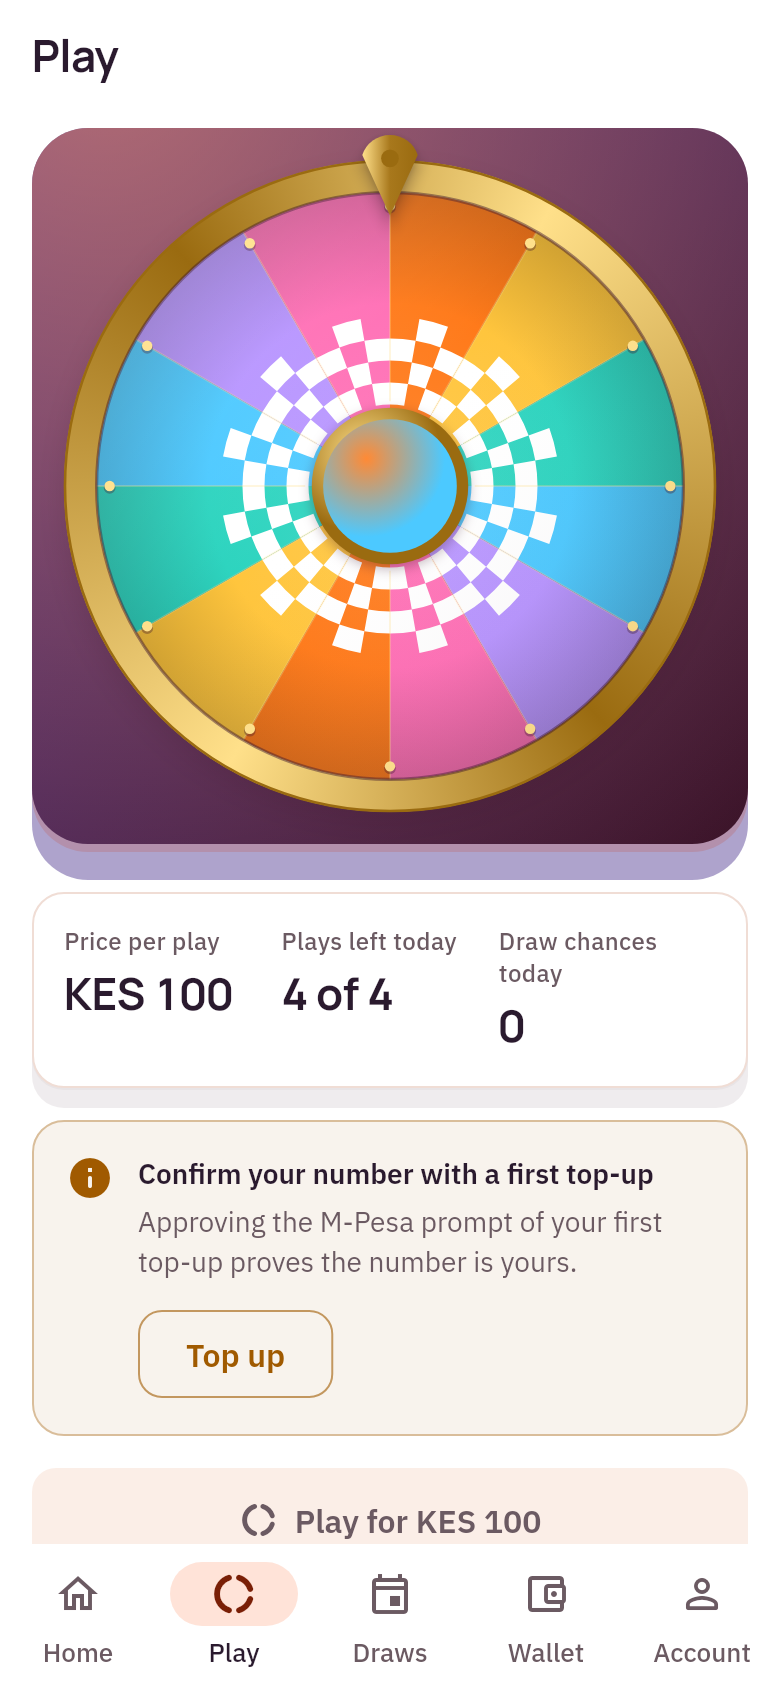 Play
Price per play
KES 100
Plays left today
4 of 4
Draw chances
today
0
Confirm your number with a first top-up
Approving the M-Pesa prompt of your first
top-up proves the number is yours.
Top up
Play for KES 100
Home
Play
Draws
Wallet
Account